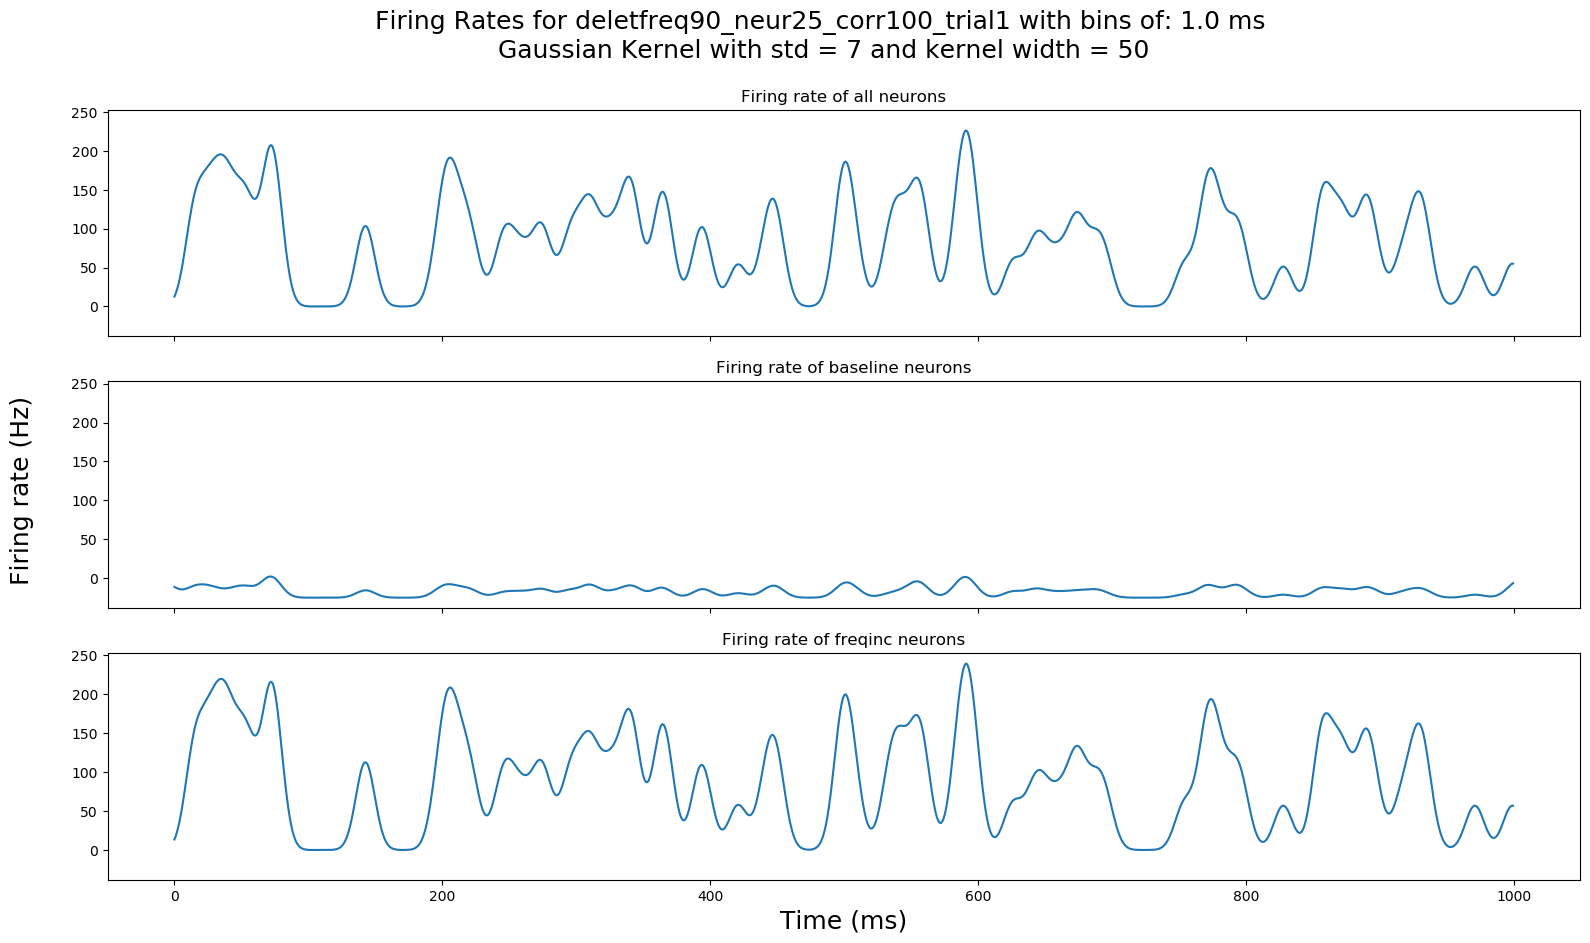 Firing Rates for deletfreq90_neur25_corr100_trial1 with bins of: 1.0 ms
Gaussian Kernel with std = 7 and kernel width = 50
Firing rate of all neurons
250
200
150
100
50
0
Firing rate of baseline neurons
250
200
150
100
50
0
Firing rate (Hz)
Firing rate of freqinc neurons
250
200
150
100
50
0
0 200 400 600 800 1000
Time (ms)